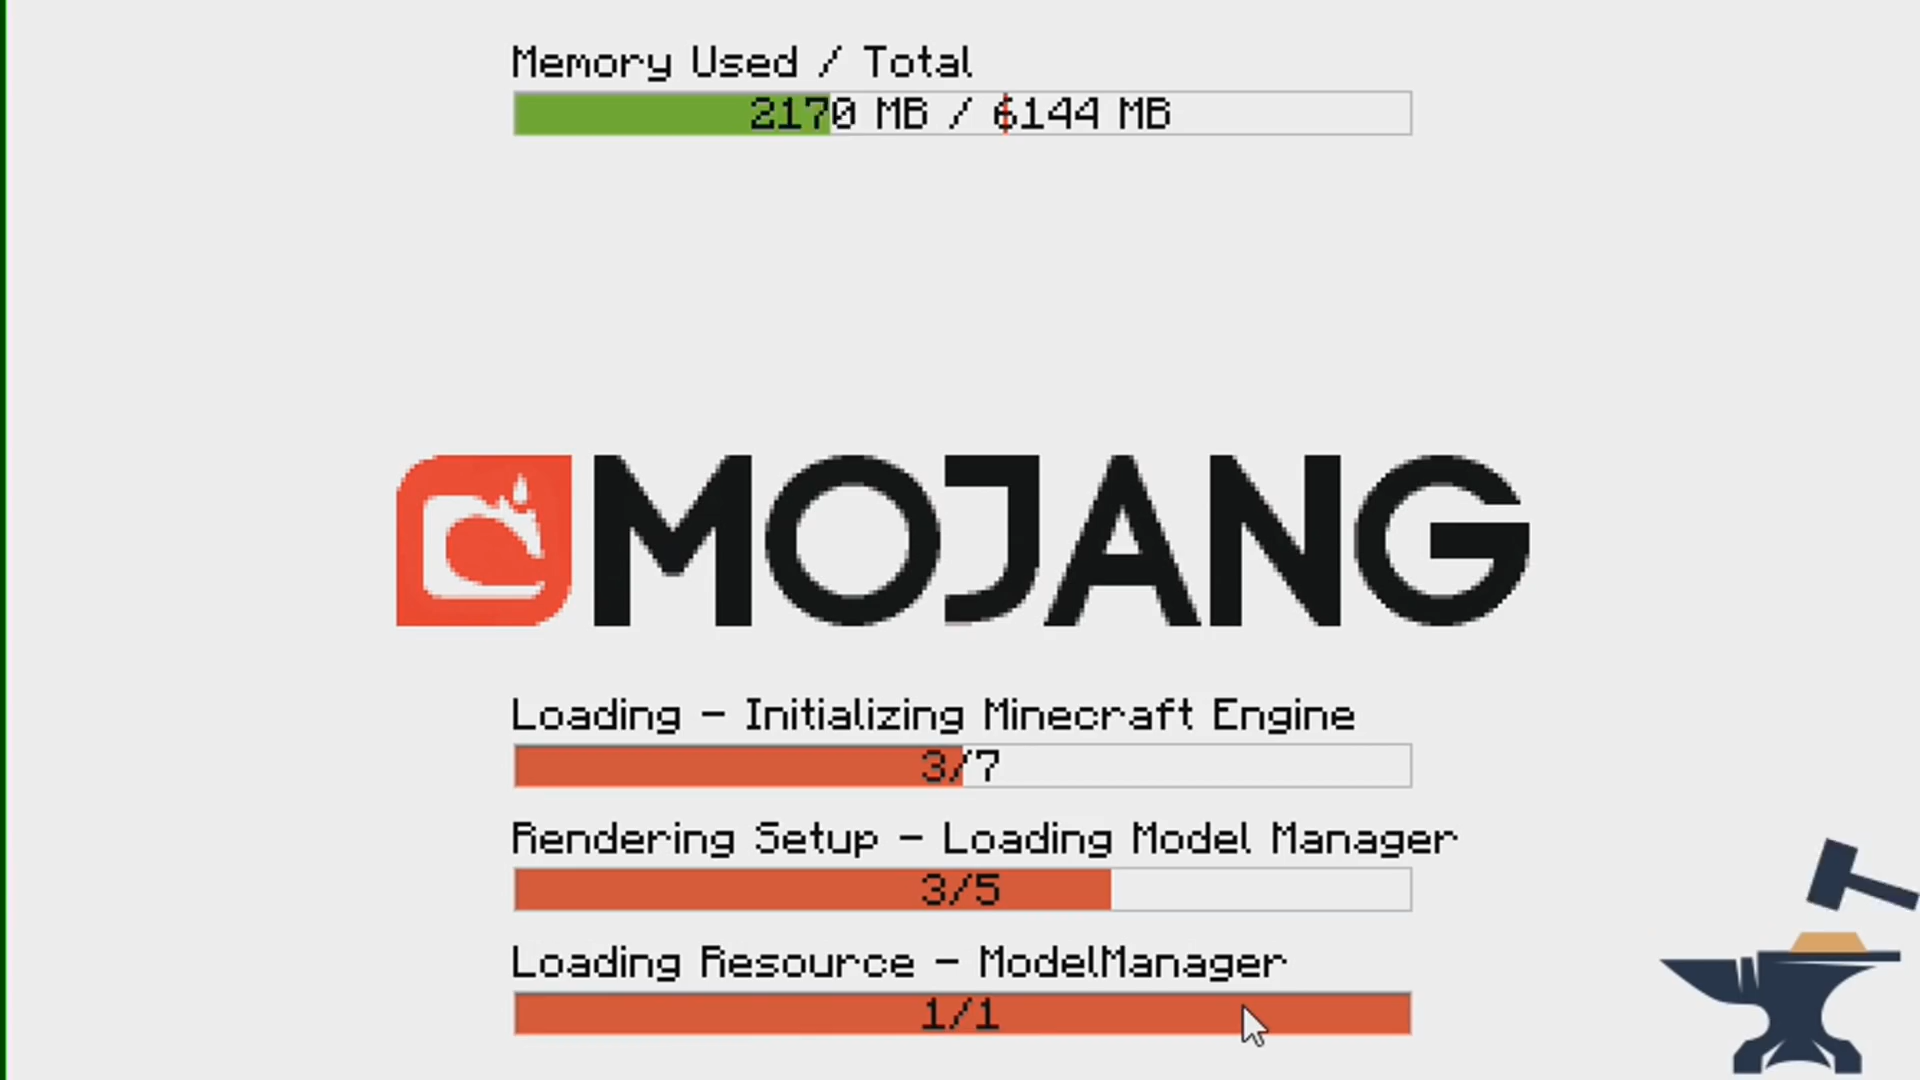 Memory Used / Total
2170 MB / 6144 MB
MOJANG
Loading - Initializing Minecraft Engine
3/7
Rendering Setup - Loading Model Manager
3/5
Loading Resource - ModelManager
1/1